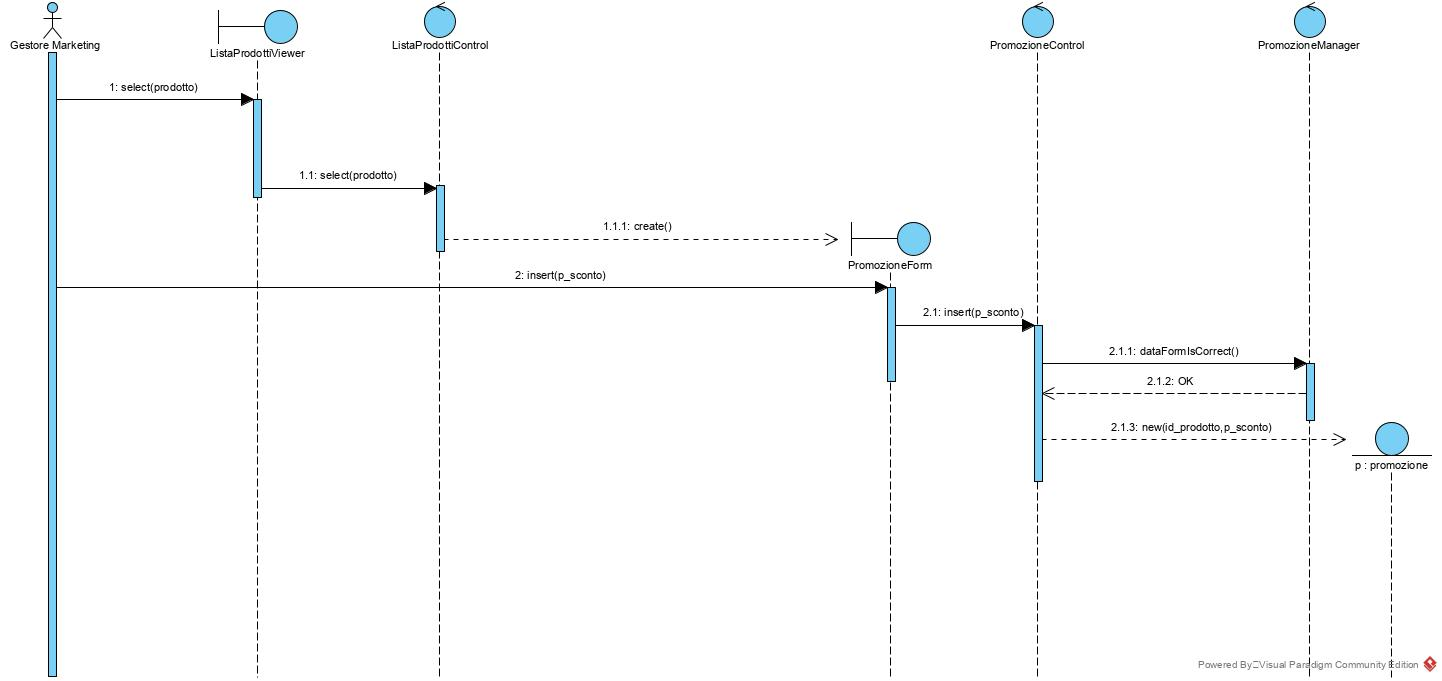 Gestore Marketing
ListaProdottiViewer
ListaProdottiControl
PromozioneControl
PromozioneManager
1: select(prodotto)
1.1: select(prodotto)
1.1.1: create()
PromozioneForm
2: insert(p_sconto)
2.1: insert(p_sconto)
2.1.1: dataFormIsCorrect()
2.1.2: OK
2.1.3: new(id_prodotto,p_sconto)
p : promozione
Powered By Visual Paradigm Community Edition